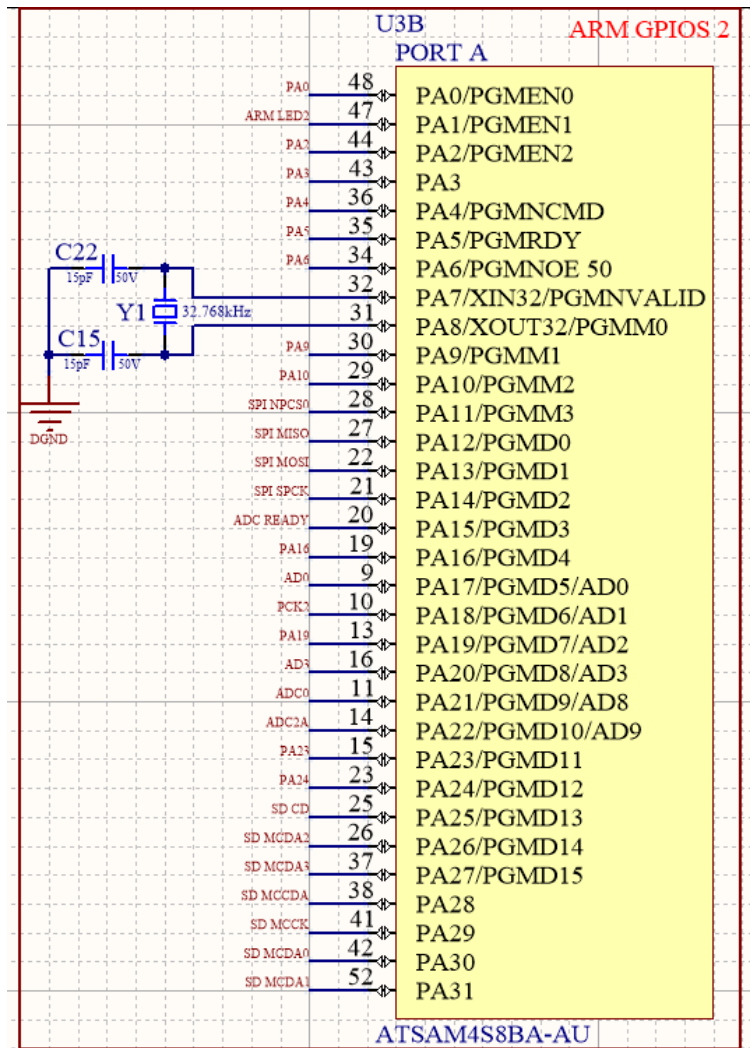 U3B
ARM GPIOS 2
PORT A
PA0 48 PA0/PGMEN0
ARM LED2 47 PA1/PGMEN1
PA2 44 PA2/PGMEN2
PA3 43 PA3
PA4 36 PA4/PGMNCMD
PA5 35 PA5/PGMRDY
PA6 34 PA6/PGMNOE 50
32 PA7/XIN32/PGMNVALID
31 PA8/XOUT32/PGMM0
C22
15pF 50V
Y1 32.768kHz
C15
15pF 50V
DGND
PA9 30 PA9/PGMM1
PA10 29 PA10/PGMM2
SPI NPCS0 28 PA11/PGMM3
SPI MISO 27 PA12/PGMD0
SPI MOSI 22 PA13/PGMD1
SPI SPCK 21 PA14/PGMD2
ADC READY 20 PA15/PGMD3
PA16 19 PA16/PGMD4
AD0 9 PA17/PGMD5/AD0
PCK2 10 PA18/PGMD6/AD1
PA19 13 PA19/PGMD7/AD2
AD3 16 PA20/PGMD8/AD3
ADC0 11 PA21/PGMD9/AD8
ADC2A 14 PA22/PGMD10/AD9
PA23 15 PA23/PGMD11
PA24 23 PA24/PGMD12
SD CD 25 PA25/PGMD13
SD MCDA2 26 PA26/PGMD14
SD MCDA3 37 PA27/PGMD15
SD MCCDA 38 PA28
SD MCCK 41 PA29
SD MCDA0 42 PA30
SD MCDA1 52 PA31
ATSAM4S8BA-AU